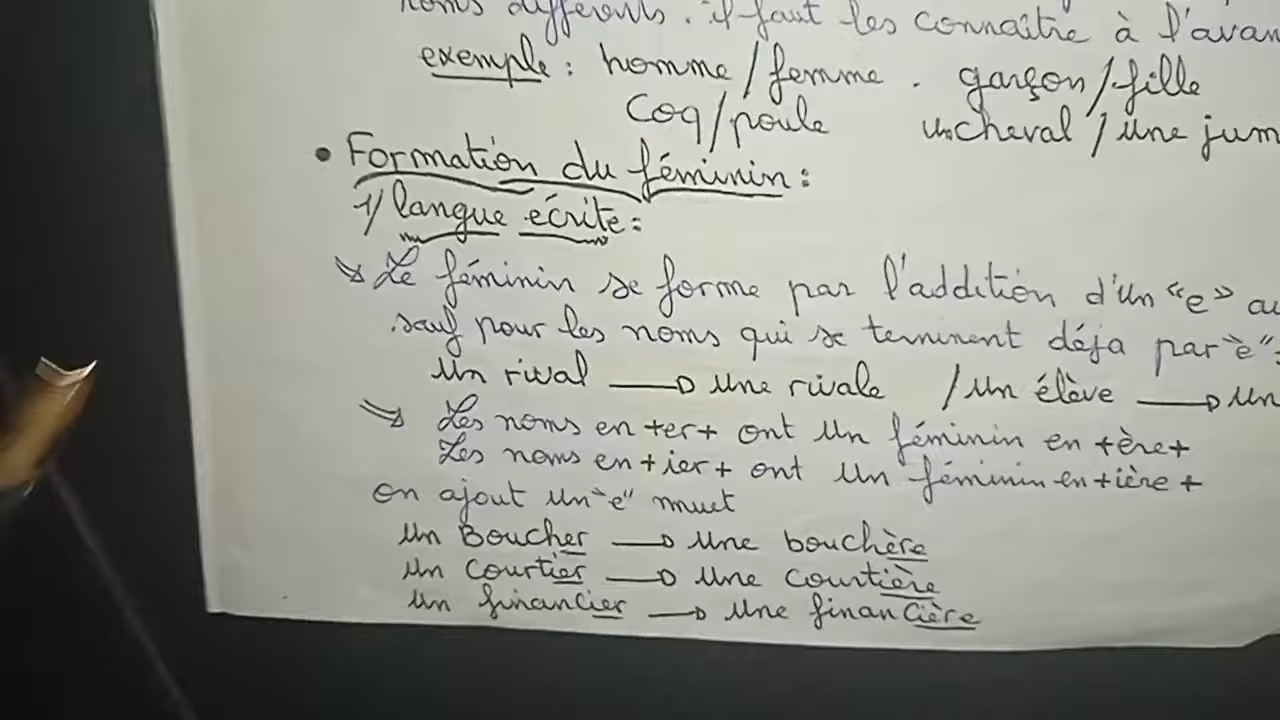 noms différents. il faut les connaître à l'avan
exemple : homme / femme . garçon / fille
Coq / poule un cheval / une jum
• Formation du féminin :
1/ langue écrite :
Le féminin se forme par l'addition d'un "e" au
sauf pour les noms qui se terminent déja par "e" :
un rival → une rivale / un élève → un
Les noms en +er+ ont un féminin en +ère+
Les noms en +ier+ ont un féminin en +ière+
on ajout un "e" muet
un Boucher → une bouchère
un courtier → une courtière
un financier → une financière